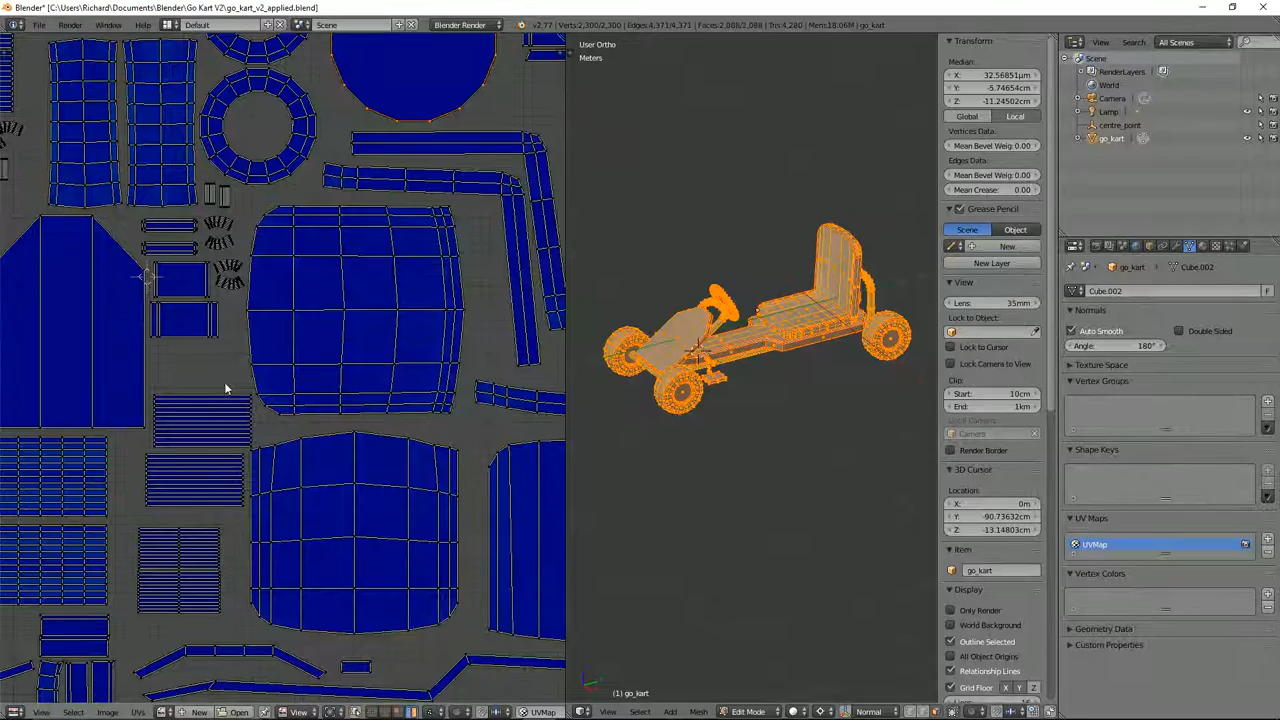 Blender* [C:\Users\Richard\Documents\Blender\Go Kart V2\go_kart_v2_applied.blend]
File Render Window Help Default Scene Blender Render v2.77 | Verts:2,300/2,300 | Edges:4,371/4,371 | Faces:2,088/2,088 | Tris:4,280 | Mem:18.06M | go_kart
User Ortho
Meters
Transform
Median:
X: 32.56851µm
Y: -5.74654cm
Z: -11.24502cm
Global Local
Vertices Data:
Mean Bevel Weig: 0.00
Edges Data:
Mean Bevel Weig: 0.00
Mean Crease: 0.00
Grease Pencil
Scene Object
New
New Layer
View
Lens: 35mm
Lock to Object:
Lock to Cursor
Lock Camera to View
Clip:
Start: 10cm
End: 1km
Local Camera:
Camera
Render Border
3D Cursor
Location:
X: 0m
Y: -90.73632cm
Z: -13.14803cm
Item
go_kart
Display
Only Render
World Background
Outline Selected
All Object Origins
Relationship Lines
Grid Floor X Y Z
View Search All Scenes
Scene
RenderLayers
World
Camera
Lamp
centre_point
go_kart
go_kart Cube.002
Cube.002 F
Normals
Auto Smooth Double Sided
Angle: 180°
Texture Space
Vertex Groups
Shape Keys
UV Maps
UVMap
Vertex Colors
Geometry Data
Custom Properties
(1) go_kart
View Select Image UVs New Open View UVMap
View Select Add Mesh Edit Mode Normal